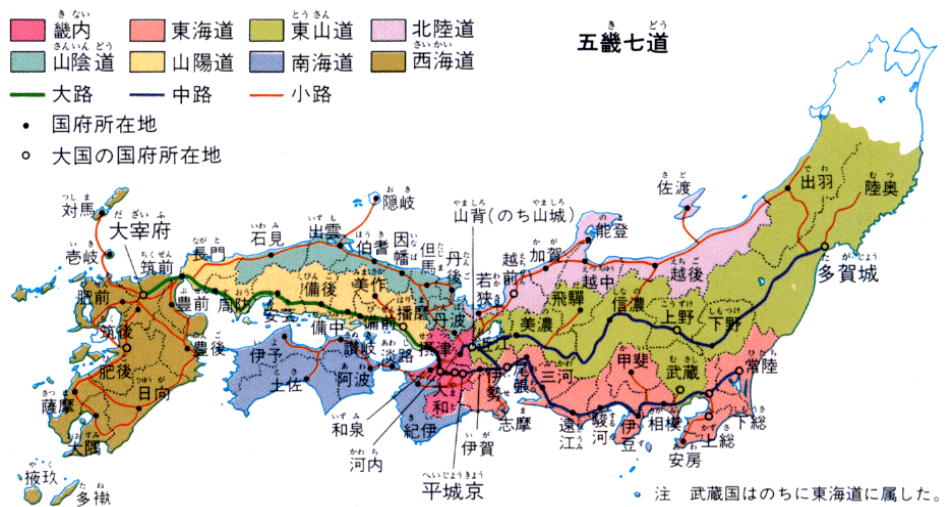 五畿七道
畿内 東海道 東山道 北陸道
山陰道 山陽道 南海道 西海道
大路 中路 小路
国府所在地
大国の国府所在地
対馬
大宰府
壱岐
筑前
肥前
筑後
肥後
豊前
豊後
日向
薩摩
大隅
掖玖
多褹
長門
石見
出雲
隠岐
伯耆
因幡
但馬
丹後
丹波
周防
安芸
備後
備中
備前
美作
播磨
伊予
土佐
讃岐
阿波
淡路
紀伊
摂津
和泉
河内
大和
平城京
山背(のち山城)
近江
伊賀
伊勢
志摩
尾張
三河
遠江
駿河
伊豆
甲斐
相模
武蔵
安房
上総
下総
常陸
若狭
越前
加賀
能登
越中
越後
佐渡
美濃
飛騨
信濃
上野
下野
出羽
陸奥
多賀城
注 武蔵国はのちに東海道に属した。